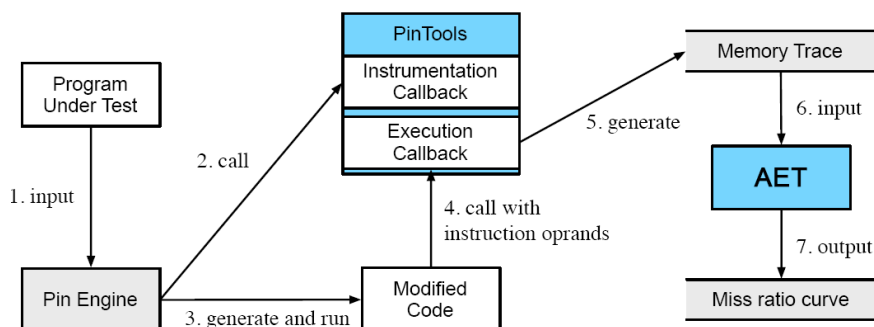 PinTools
Instrumentation
Callback
Execution
Callback
Program
Under Test
Memory Trace
1. input
2. call
5. generate
6. input
AET
4. call with
instruction oprands
7. output
Pin Engine
3. generate and run
Modified
Code
Miss ratio curve